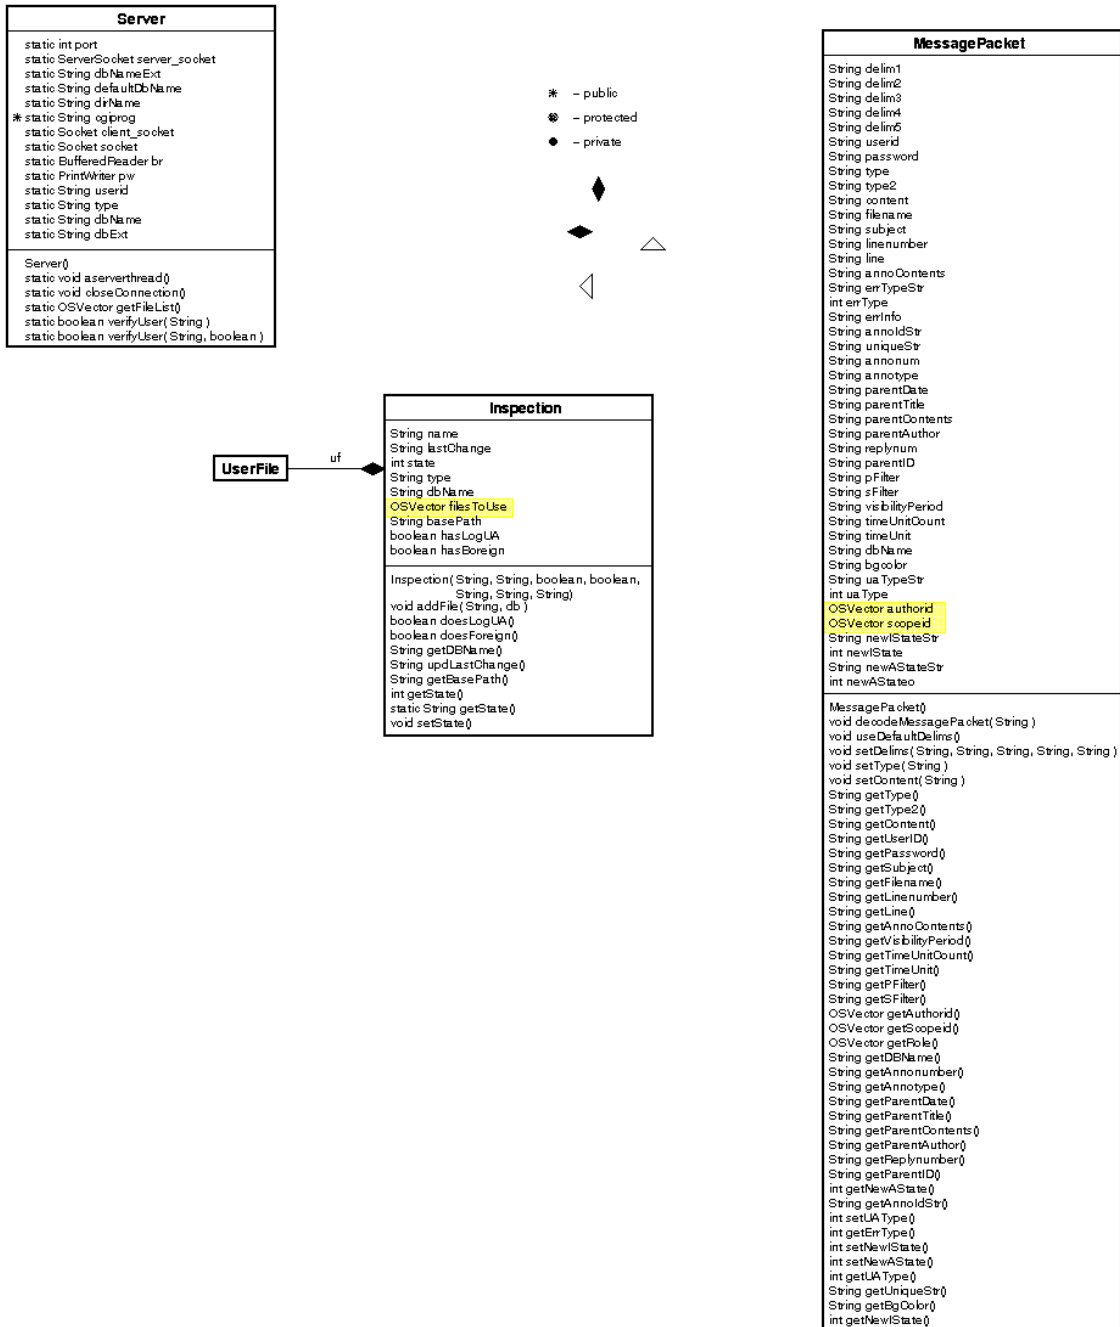 Server
static int port
static ServerSocket server_socket
static String dbNameExt
static String defaultDbName
static String dirName
* static String cgiprog
static Socket client_socket
static Socket socket
static BufferedReader br
static PrintWriter pw
static String userid
static String type
static String dbName
static String dbExt
Server()
static void aserverthread()
static void closeConnection()
static OSVector getFileList()
static boolean verifyUser( String )
static boolean verifyUser( String, boolean )
* – public
– protected
– private
UserFile
uf
Inspection
String name
String lastChange
int state
String type
String dbName
OSVector filesToUse
String basePath
boolean hasLogUA
boolean hasBoreign
Inspection( String, String, boolean, boolean,
String, String, String)
void addFile( String, db )
boolean doesLogUA()
boolean doesForeign()
String getDBName()
String updLastChange()
String getBasePath()
int getState()
static String getState()
void setState()
MessagePacket
String delim1
String delim2
String delim3
String delim4
String delim5
String userid
String password
String type
String type2
String content
String filename
String subject
String linenumber
String line
String annoContents
String errTypeStr
int errType
String errInfo
String annoIdStr
String uniqueStr
String annonum
String annotype
String parentDate
String parentTitle
String parentContents
String parentAuthor
String replynum
String parentID
String pFilter
String sFilter
String visibilityPeriod
String timeUnitCount
String timeUnit
String dbName
String bgcolor
String uaTypeStr
int uaType
OSVector authorid
OSVector scopeid
String newIStateStr
int newIState
String newAStateStr
int newAStateo
MessagePacket()
void decodeMessagePacket( String )
void useDefaultDelims()
void setDelims( String, String, String, String, String )
void setType( String )
void setContent( String )
String getType()
String getType2()
String getContent()
String getUserID()
String getPassword()
String getSubject()
String getFilename()
String getLinenumber()
String getLine()
String getAnnoContents()
String getVisibilityPeriod()
String getTimeUnitCount()
String getTimeUnit()
String getPFilter()
String getSFilter()
OSVector getAuthorid()
OSVector getScopeid()
OSVector getRole()
String getDBName()
String getAnnonumber()
String getAnnotype()
String getParentDate()
String getParentTitle()
String getParentContents()
String getParentAuthor()
String getReplynumber()
String getParentID()
int getNewAState()
String getAnnoIdStr()
int setUAType()
int getErrType()
int setNewIState()
int setNewAState()
int getUAType()
String getUniqueStr()
String getBgColor()
int getNewIState()